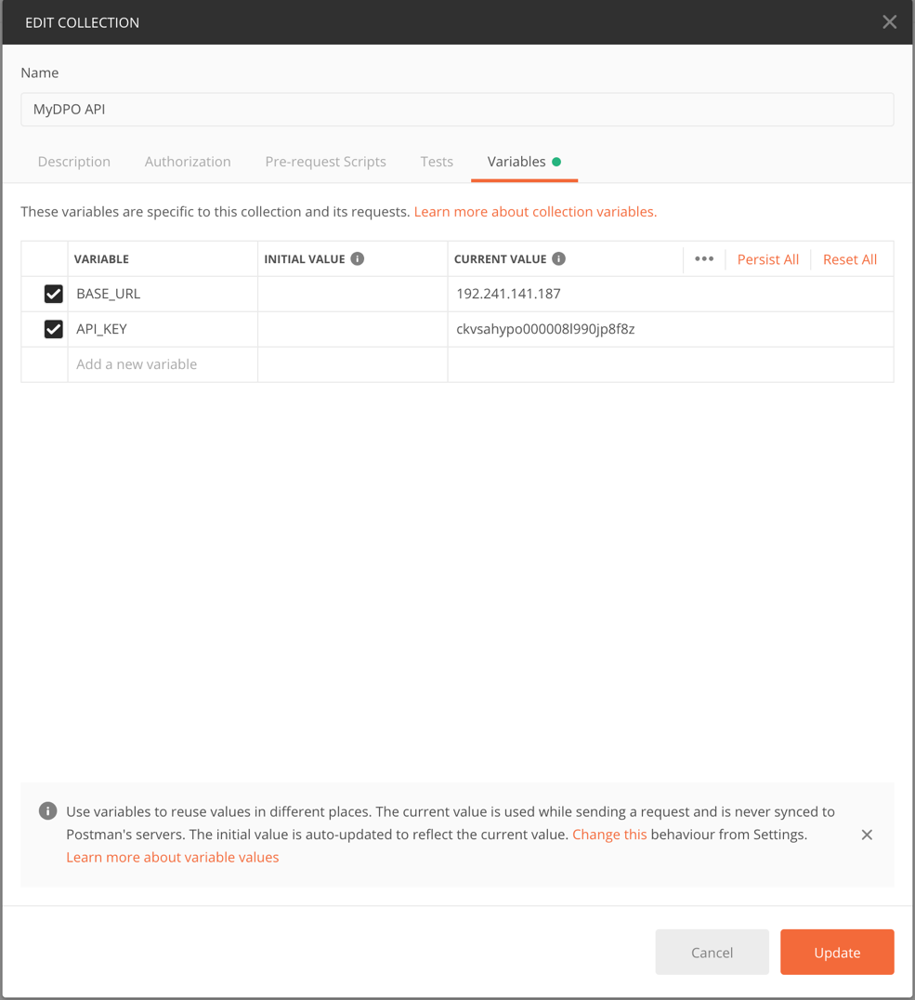 EDIT COLLECTION
Name
MyDPO API
Description Authorization Pre-request Scripts Tests Variables
These variables are specific to this collection and its requests. Learn more about collection variables.
VARIABLE INITIAL VALUE CURRENT VALUE ••• Persist All Reset All
BASE_URL 192.241.141.187
API_KEY ckvsahypo000008l990jp8f8z
Add a new variable
Use variables to reuse values in different places. The current value is used while sending a request and is never synced to
Postman's servers. The initial value is auto-updated to reflect the current value. Change this behaviour from Settings.
Learn more about variable values
Cancel Update